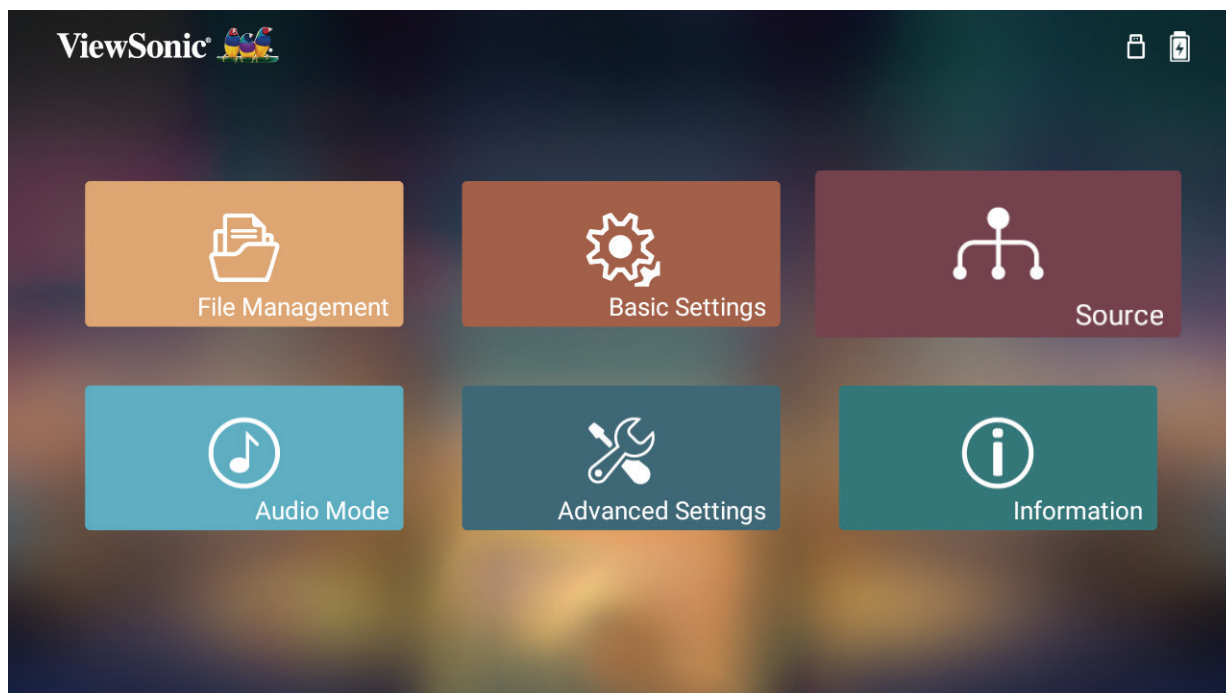 ViewSonic®
File Management
Basic Settings
Source
Audio Mode
Advanced Settings
Information